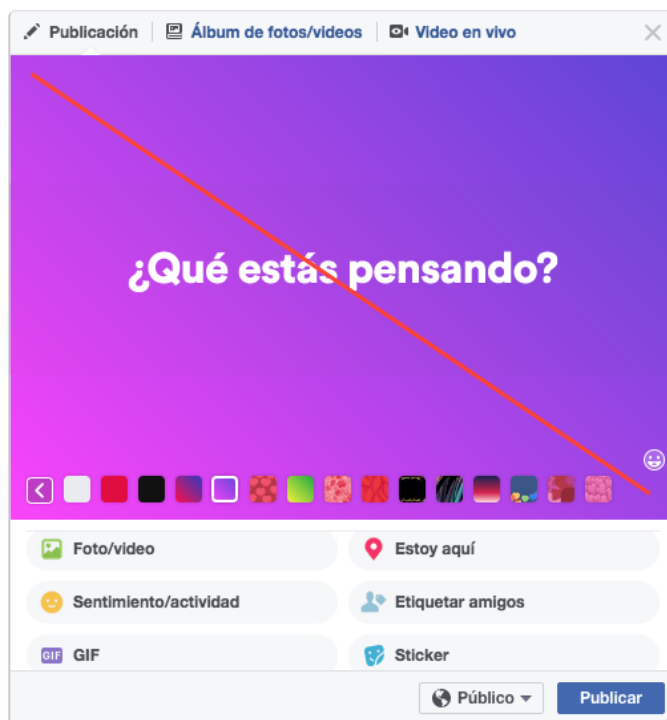 Publicación Álbum de fotos/videos Video en vivo
¿Qué estás pensando?
Foto/video Estoy aquí
Sentimiento/actividad Etiquetar amigos
GIF GIF Sticker
Público Publicar